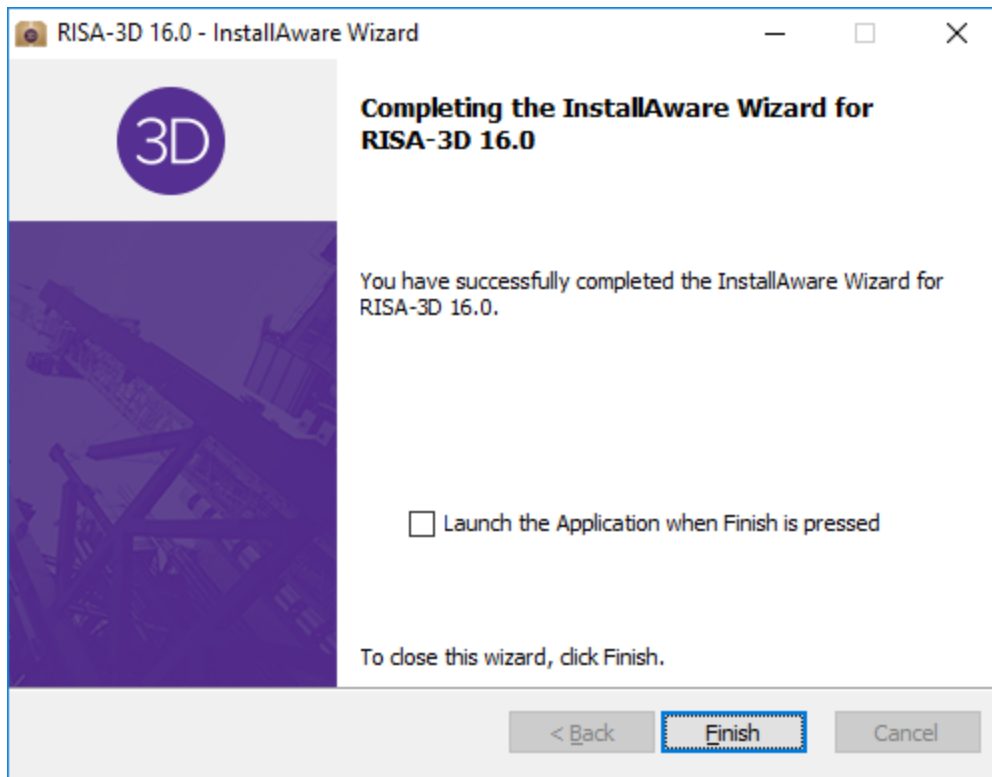 RISA-3D 16.0 - InstallAware Wizard
3D
Completing the InstallAware Wizard for
RISA-3D 16.0
You have successfully completed the InstallAware Wizard for
RISA-3D 16.0.
Launch the Application when Finish is pressed
To close this wizard, click Finish.
< Back
Finish
Cancel